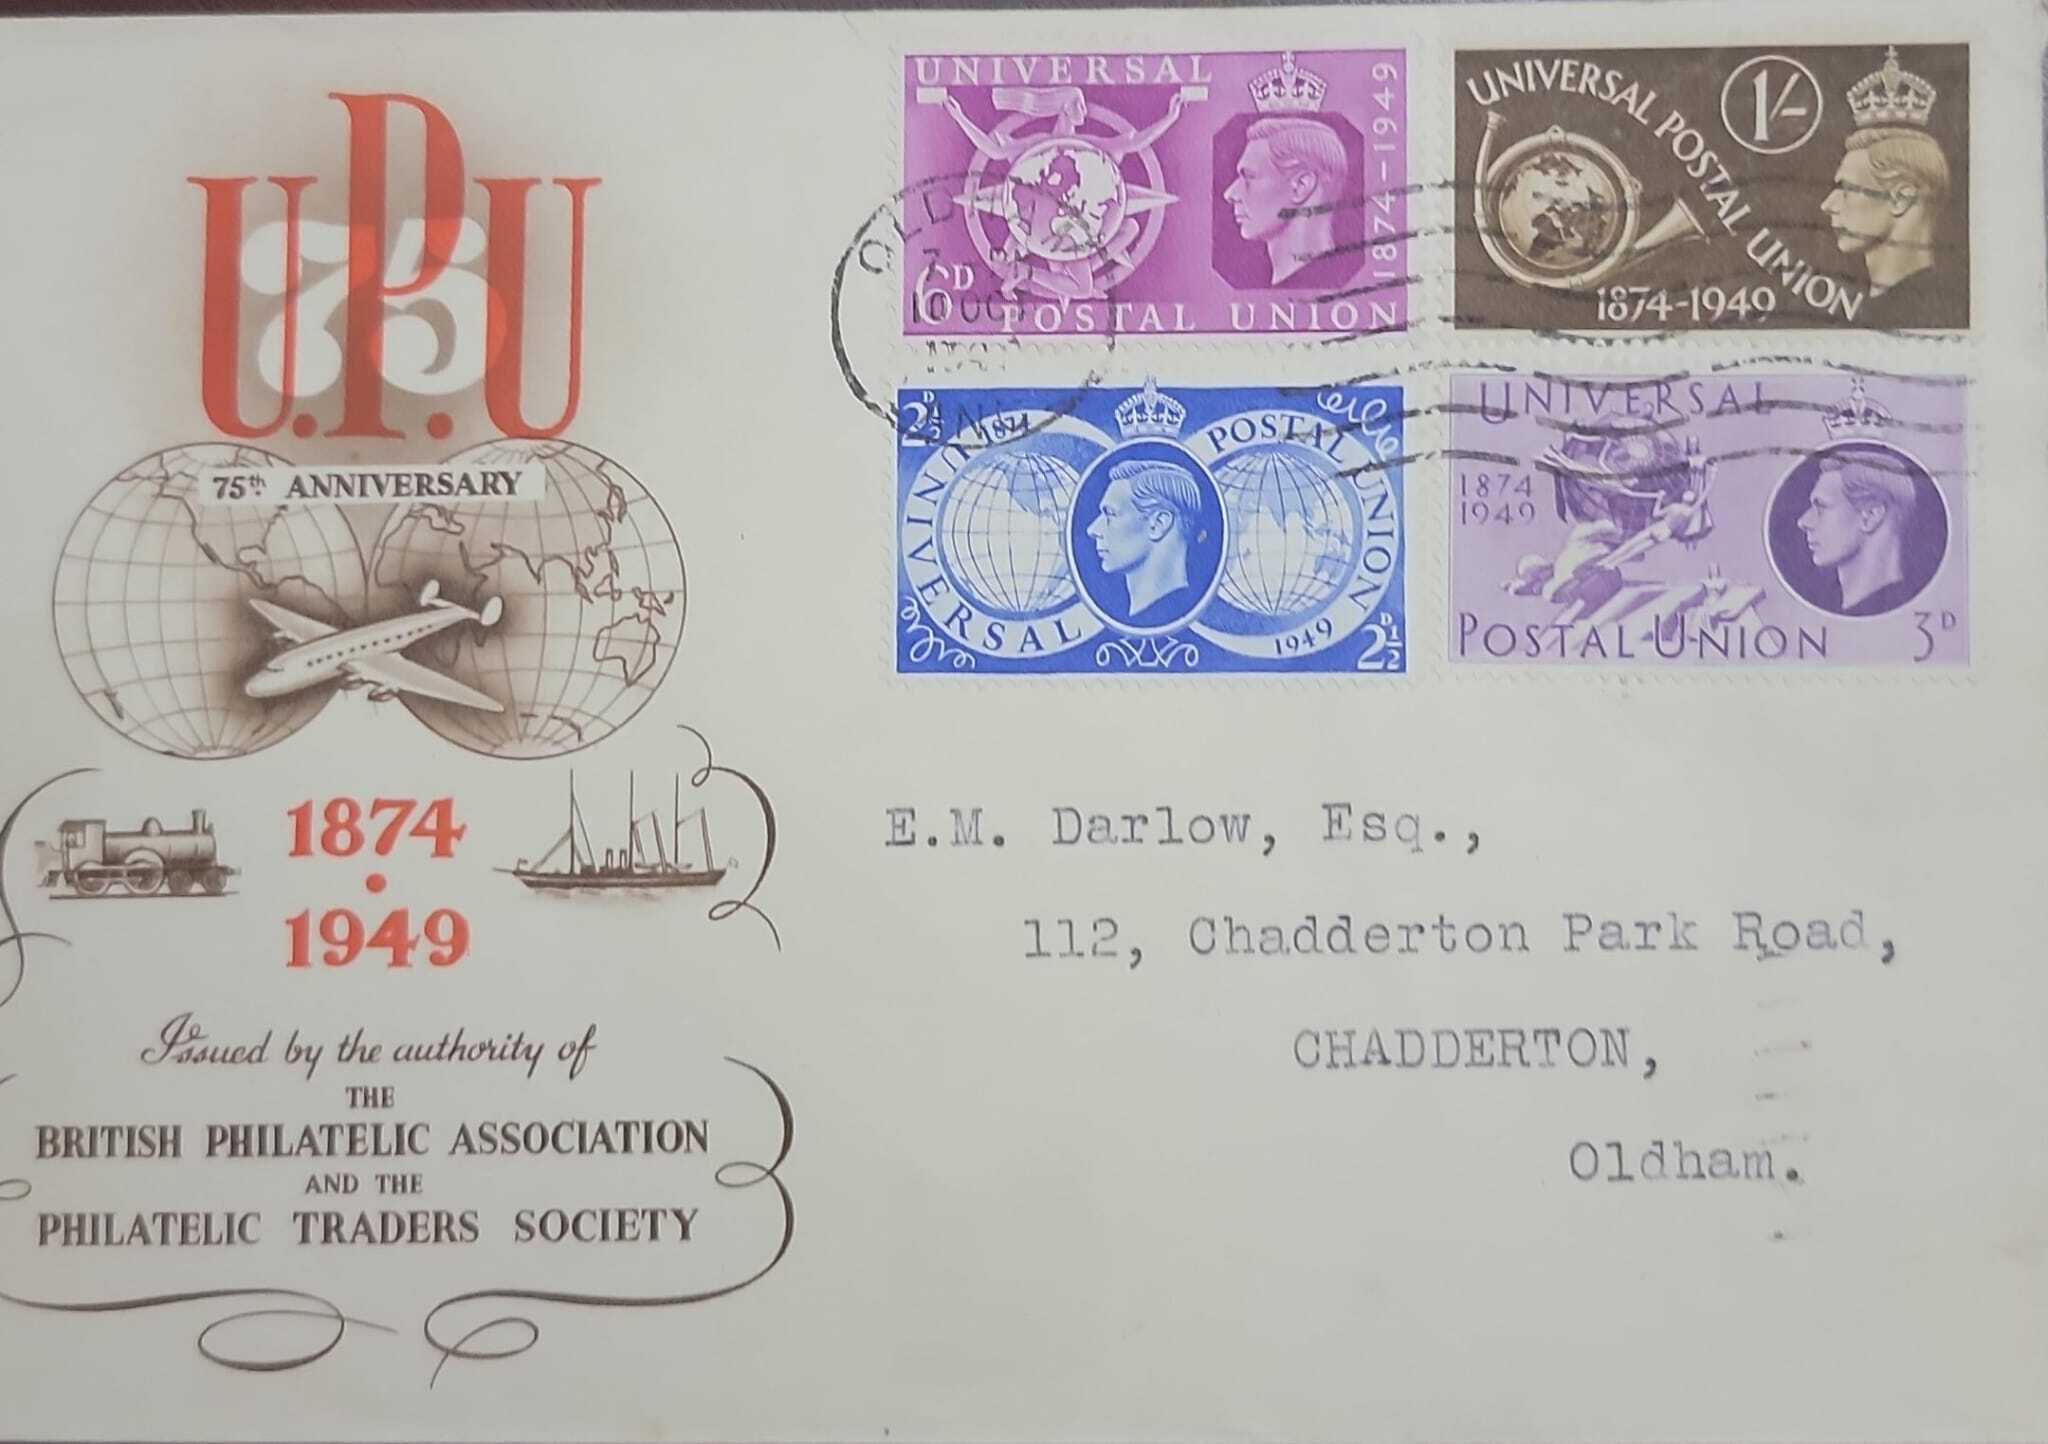 U.P.U
75
75th ANNIVERSARY
1874
1949
Issued by the authority of
THE
BRITISH PHILATELIC ASSOCIATION
AND THE
PHILATELIC TRADERS SOCIETY
UNIVERSAL
1874-1949
6D
POSTAL UNION
UNIVERSAL POSTAL UNION
1/-
1874-1949
2½D
1874
UNIVERSAL
POSTAL UNION
1949
2½D
UNIVERSAL
1874
1949
POSTAL UNION
3D
10 OCT
E.M. Darlow, Esq.,
112, Chadderton Park Road,
CHADDERTON,
Oldham.